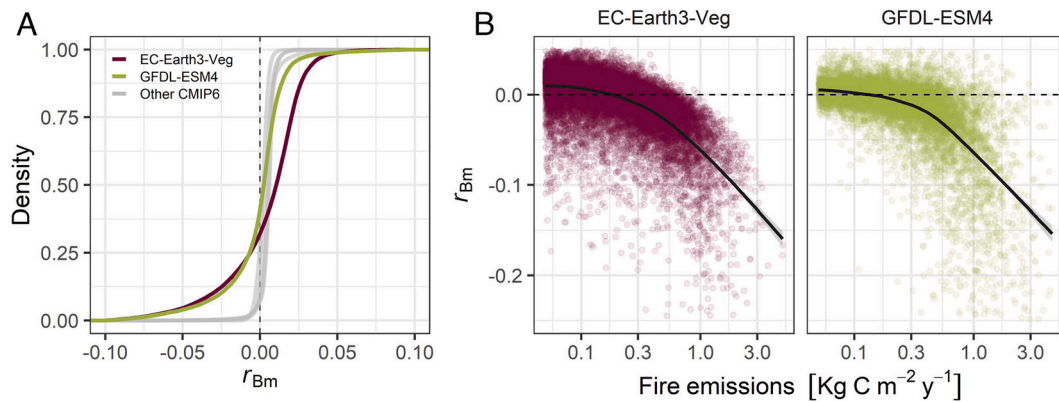 A
1.00
0.75
0.50
0.25
0.00
Density
EC-Earth3-Veg
GFDL-ESM4
Other CMIP6
-0.10
-0.05
0.00
0.05
0.10
rBm
B
EC-Earth3-Veg
GFDL-ESM4
0.0
-0.1
-0.2
rBm
0.1
0.3
1.0
3.0
0.1
0.3
1.0
3.0
Fire emissions [Kg C m⁻² y⁻¹]